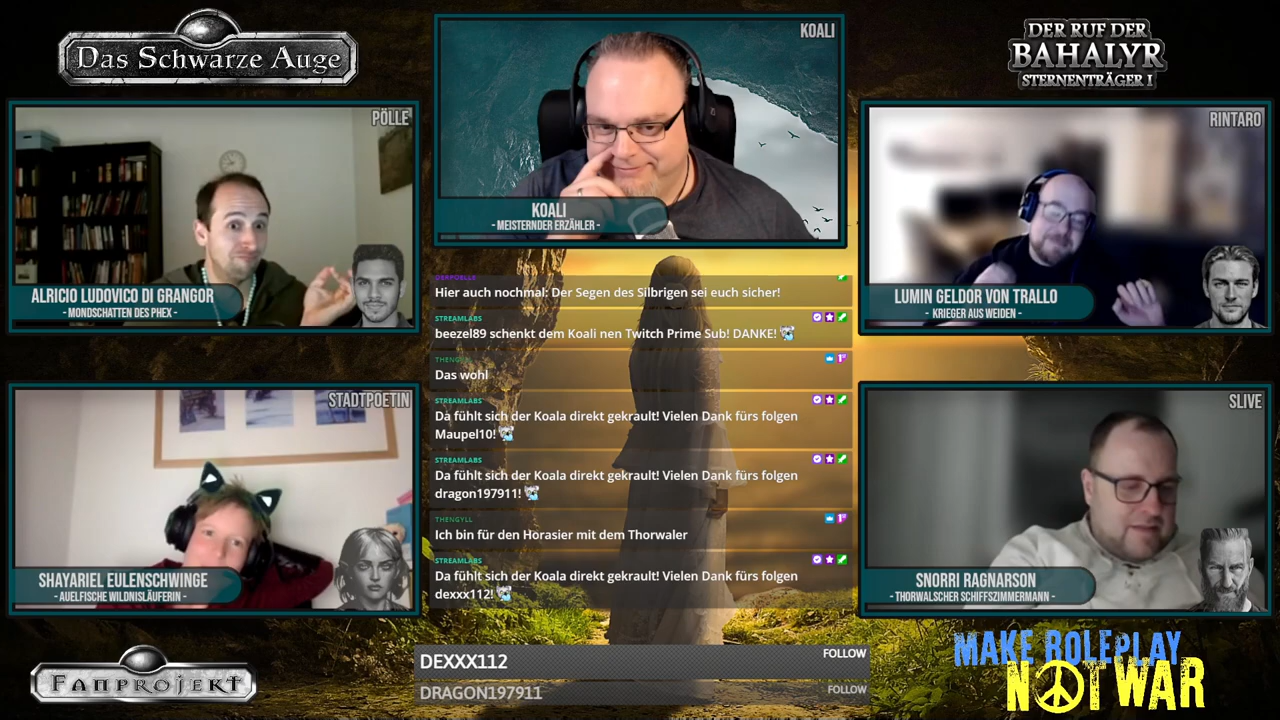 Das Schwarze Auge
KOALI
DER RUF DER
BAHALYR
STERNENTRÄGER I
PÖLLE
RINTARO
KOALI
- MEISTERNDER ERZÄHLER -
ALRICIO LUDOVICO DI GRANGOR
- MONDSCHATTEN DES PHEX -
LUMIN GELDOR VON TRALLO
- KRIEGER AUS WEIDEN -
DERPOELLE
Hier auch nochmal: Der Segen des Silbrigen sei euch sicher!
STREAMLABS
beezel89 schenkt dem Koali nen Twitch Prime Sub! DANKE!
THENGYLL
Das wohl
STREAMLABS
Da fühlt sich der Koala direkt gekrault! Vielen Dank fürs folgen
Maupel10!
STREAMLABS
Da fühlt sich der Koala direkt gekrault! Vielen Dank fürs folgen
dragon197911!
THENGYLL
Ich bin für den Horasier mit dem Thorwaler
STREAMLABS
Da fühlt sich der Koala direkt gekrault! Vielen Dank fürs folgen
dexxx112!
STADTPOETIN
SLIVE
SHAYARIEL EULENSCHWINGE
- AUELFISCHE WILDNISLÄUFERIN -
SNORRI RAGNARSON
- THORWALSCHER SCHIFFSZIMMERMANN -
FANPROJEKT
DEXXX112
FOLLOW
DRAGON197911
FOLLOW
MAKE ROLEPLAY
NOT WAR